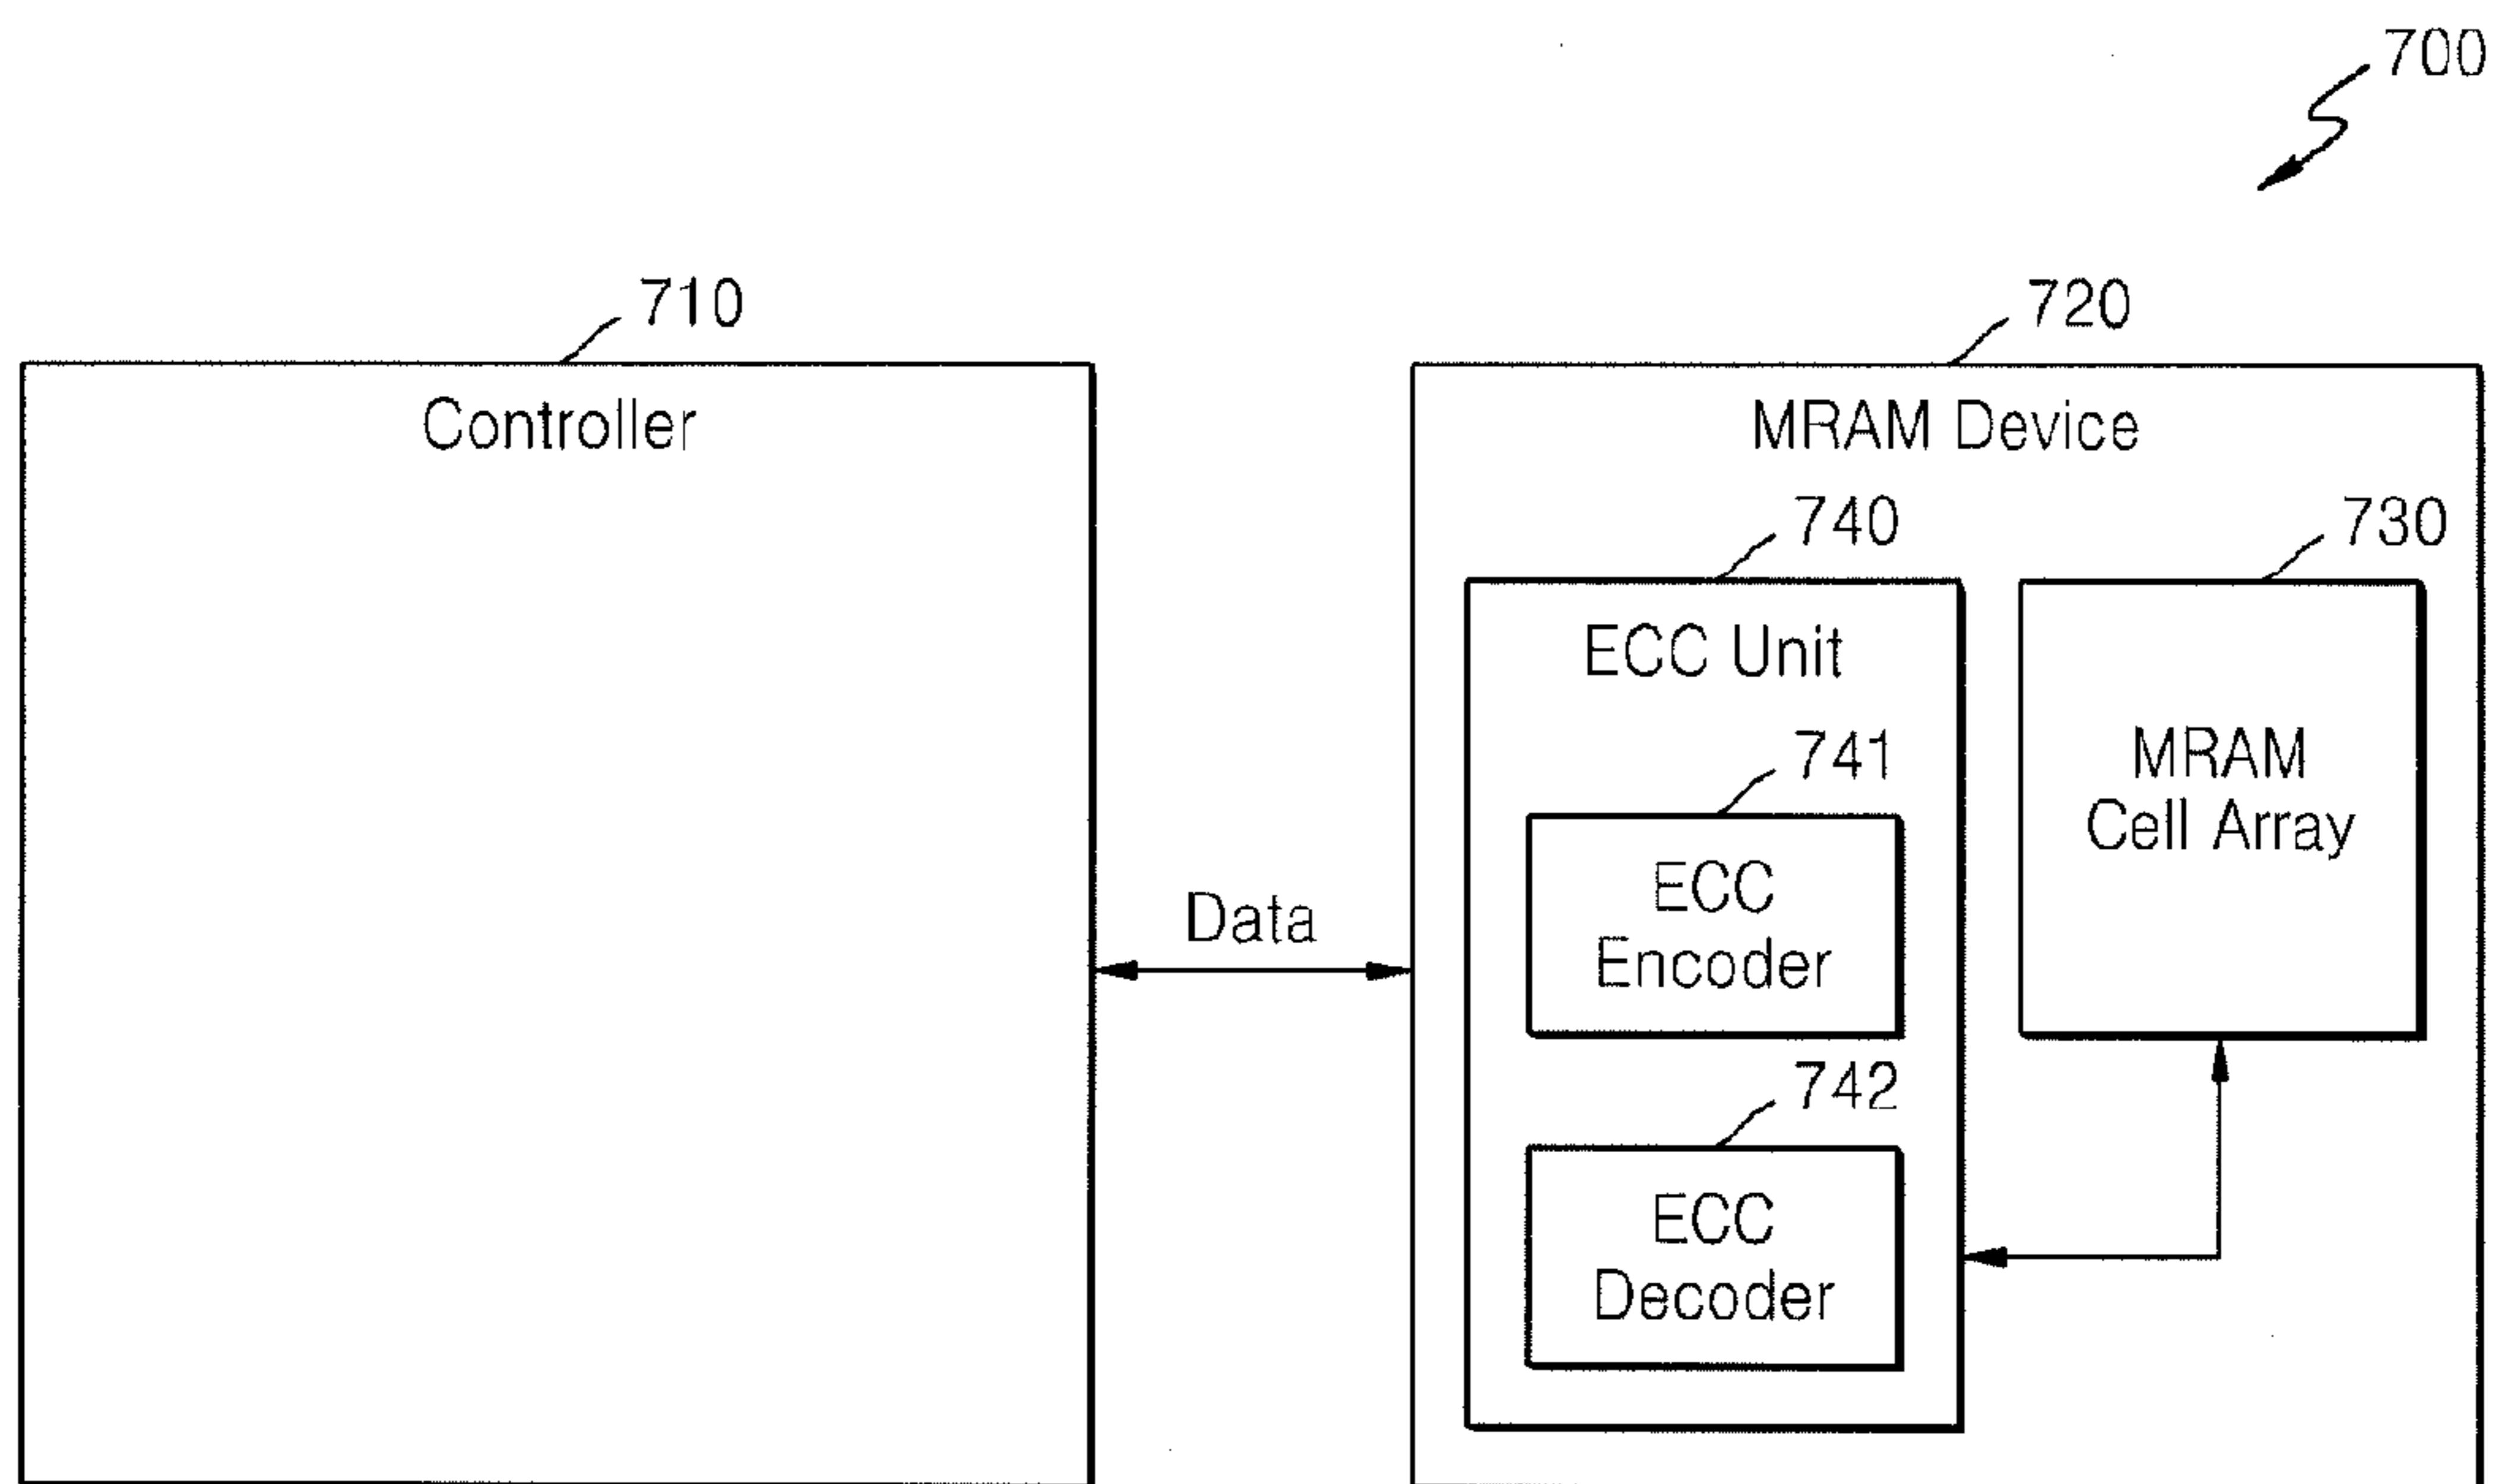 700
710
720
Controller
MRAM Device
740
730
ECC Unit
741
MRAM
Cell Array
ECC
Encoder
Data
742
ECC
Decoder